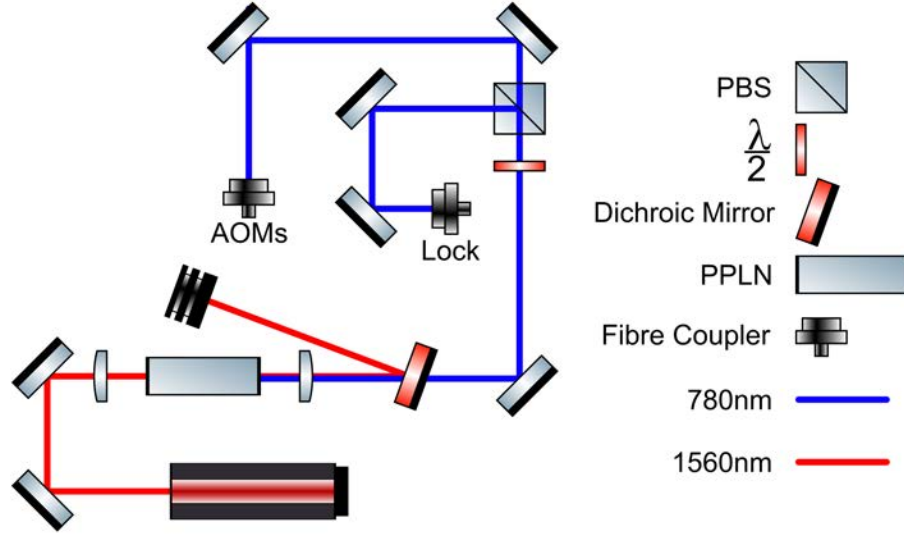 AOMs
Lock
PBS
λ
2
Dichroic Mirror
PPLN
Fibre Coupler
780nm
1560nm